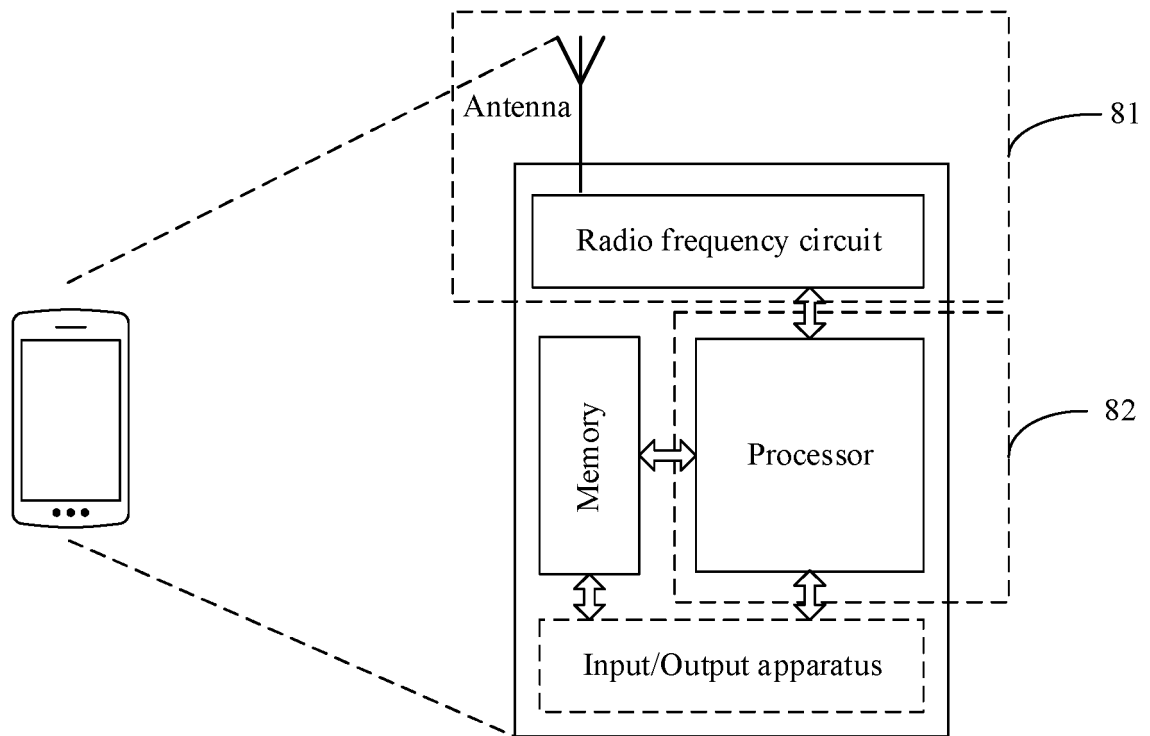 Antenna
81
Radio frequency circuit
82
Memory
Processor
Input/Output apparatus